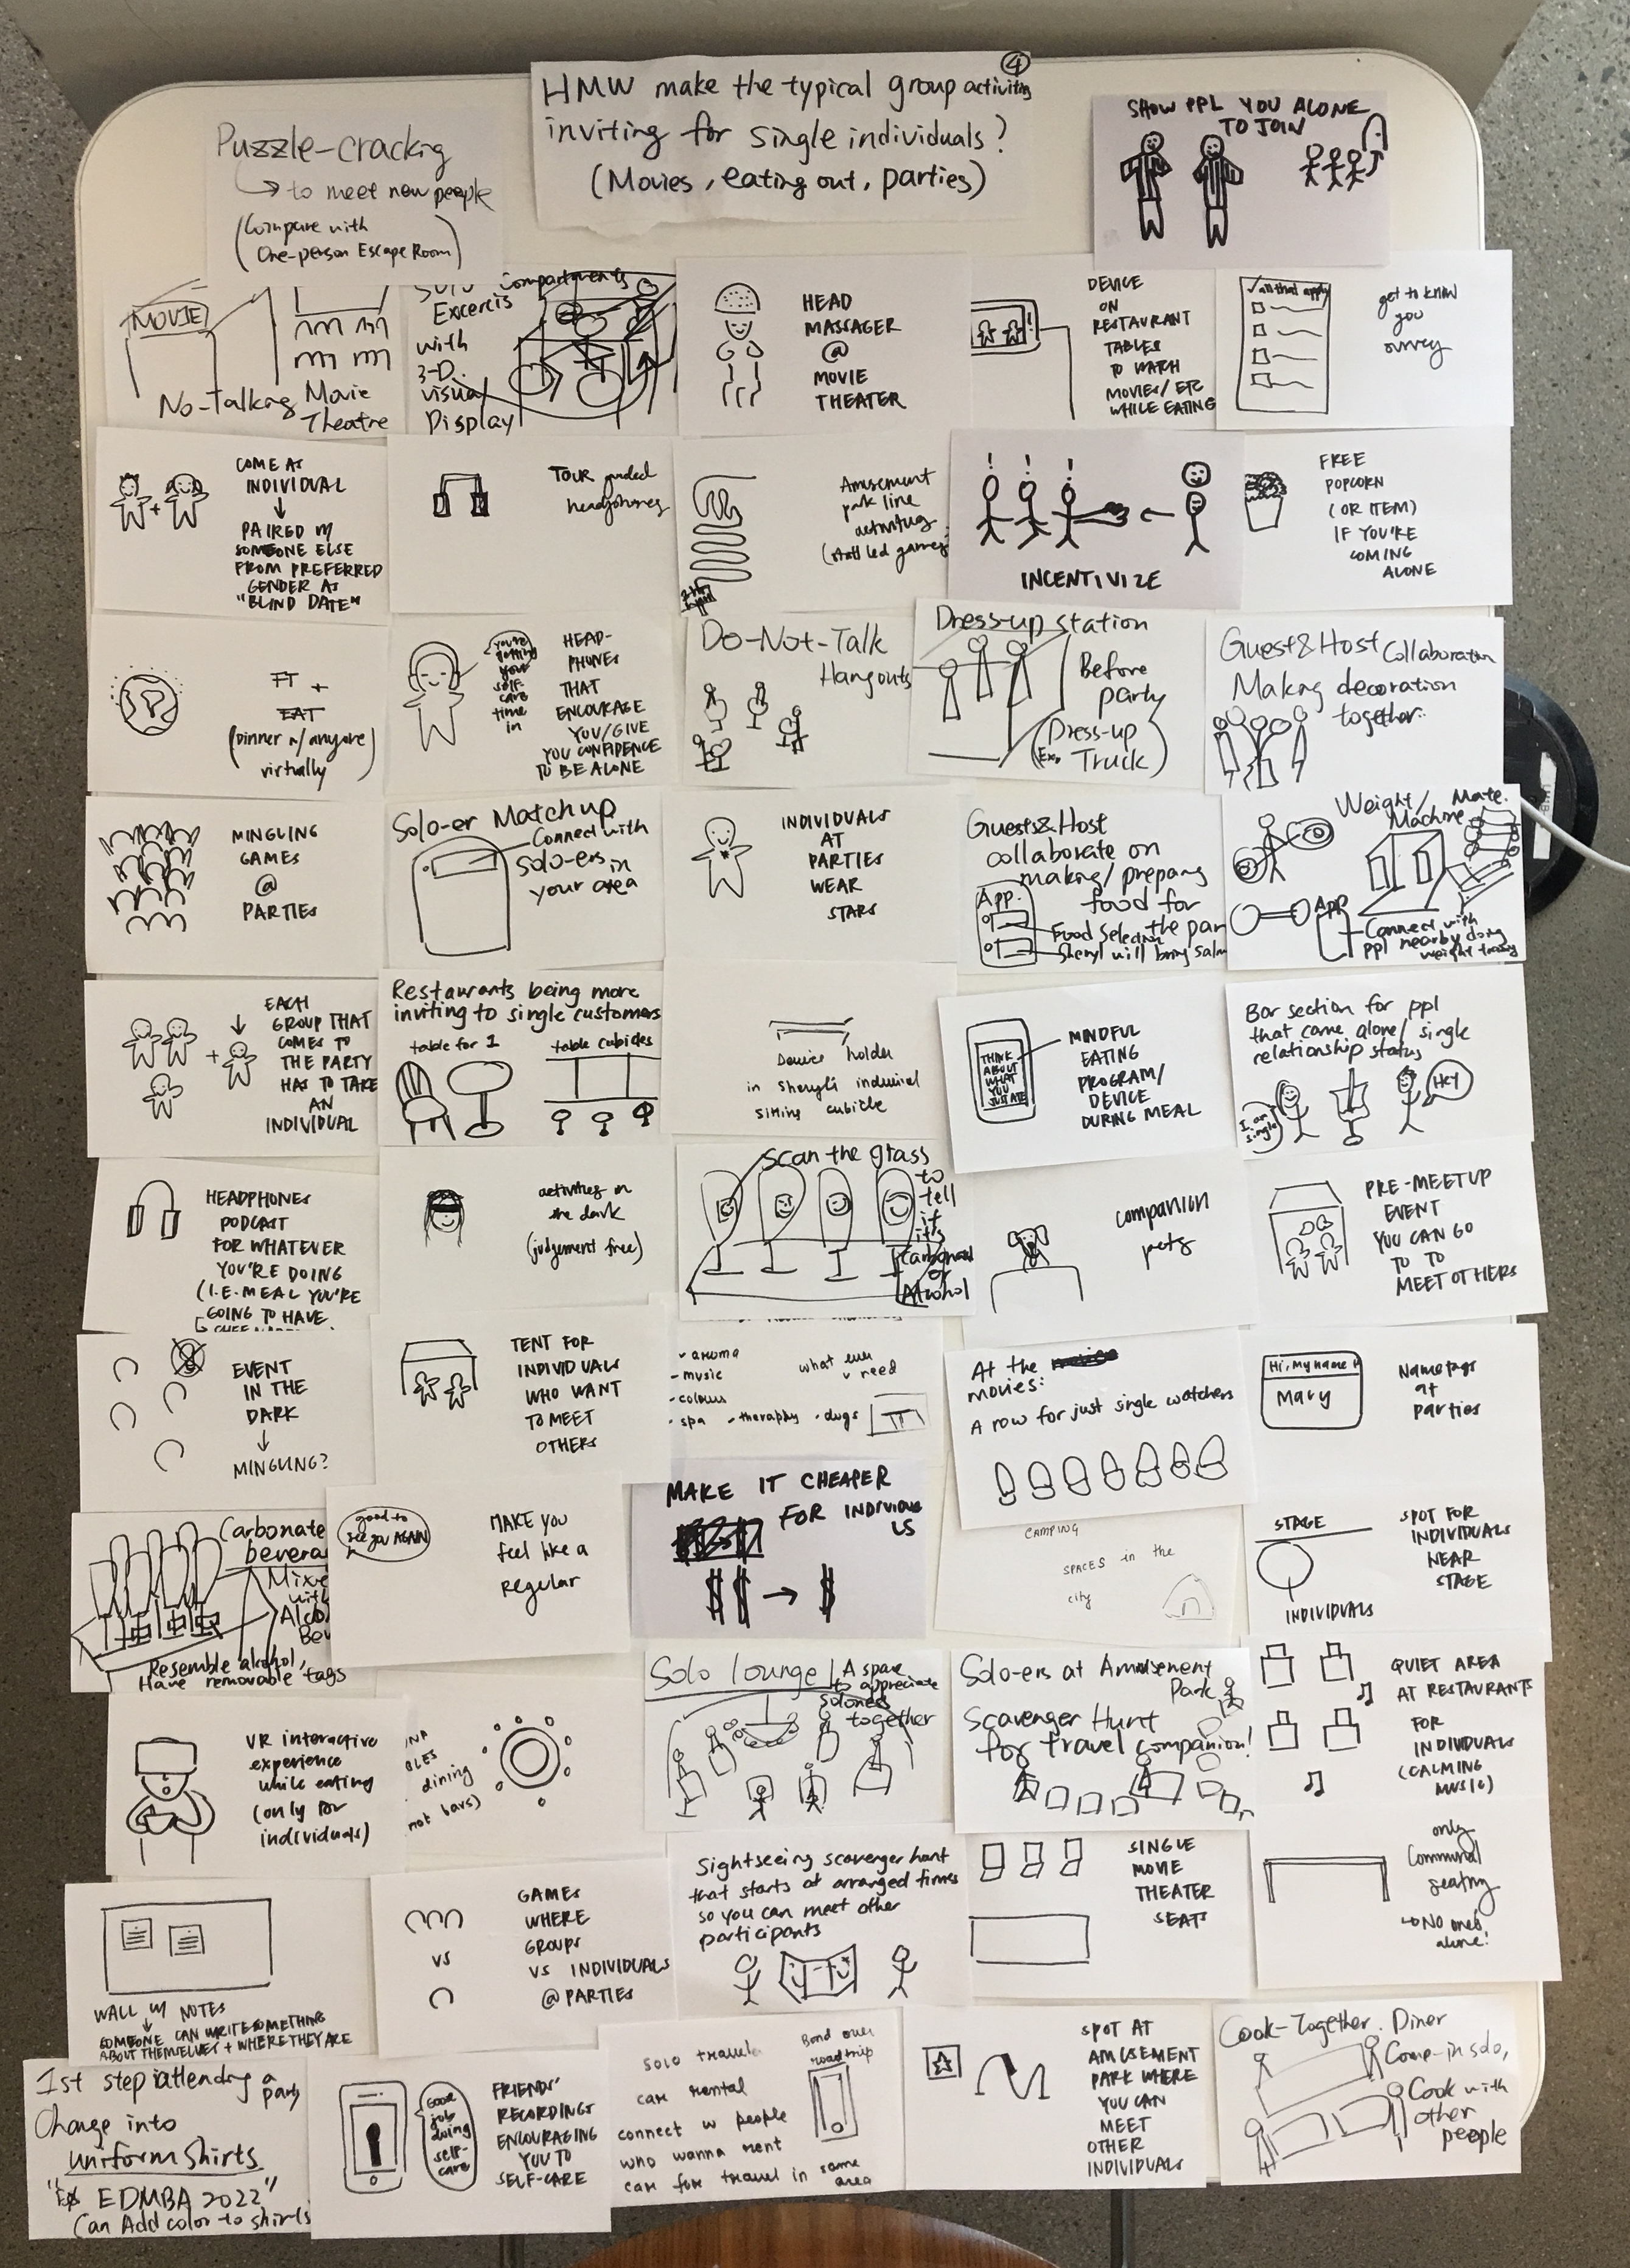 ④
HMW make the typical group activities
inviting for single individuals?
(Movies, eating out, parties)
Puzzle-cracking
→ to meet new people
(Compare with
One-person Escape Room)
SHOW PPL YOU ALONE
TO JOIN
MOVIE
No-talking Movie
Theatre
Compartments
Excercis
with
3-D.
visual
Display
HEAD
MASSAGER
@
MOVIE
THEATER
DEVICE
ON
RESTAURANT
TABLES
TO WATCH
MOVIES/ETC
WHILE EATING
✓ all that apply
get to know
you
survey
COME AS
INDIVIDUAL
↓
PAIRED W/
SOMEONE ELSE
FROM PREFERRED
GENDER AS
"BLIND DATE"
TOUR guided
headphones
Amusement
park line
activities
(staff led games
INCENTIVIZE
FREE
POPCORN
(OR ITEM)
IF YOU'RE
COMING
ALONE
FT +
EAT
(Dinner w/ anyone)
virtually
you're
getting
your
self-
care
time
in
HEAD-
PHONES
THAT
ENCOURAGE
YOU/GIVE
YOU CONFIDENCE
TO BE ALONE
Do-Not-Talk
Hangouts
Dress-up station
Before
party
(Ex, Dress-up
Truck)
Guest&Host Collaboration
Making decoration
together
MINGLING
GAMES
@
PARTIES
Solo-er Matchup
Connect with
solo-ers in
your area
INDIVIDUALS
AT
PARTIES
WEAR
STARS
Guests&Host
collaborate on
making/preparing
food for
the par
App.
Food Selection
Sheryl will bring salm
Weight/
Machine
Mate.
APP
Connect with
ppl nearby doing
weight training
EACH
GROUP THAT
COMES TO
THE PARTY
HAS TO TAKE
AN
INDIVIDUAL
Restaurants being more
inviting to single customers
table for 1
table cubicles
Device holder
in Sheryl's individual
sitting cubicle
THINK
ABOUT
WHAT
YOU
JUST ATE
MINDFUL
EATING
PROGRAM/
DEVICE
DURING MEAL
Bar section for ppl
that came alone/single
relationship status
I am
single
Hey
HEADPHONES
PODCAST
FOR WHATEVER
YOU'RE DOING
(I.E. MEAL YOU'RE
GOING TO HAVE
activities in
the dark
(judgement free)
Scan the glass
to
tell
if
it's
Carbonated
or
Alcohol
companion
pets
PRE-MEETUP
EVENT
YOU CAN GO
TO TO
MEET OTHERS
EVENT
IN THE
DARK
↓
MINGLING?
TENT FOR
INDIVIDUALS
WHO WANT
TO MEET
OTHERS
- aroma
- music
- colours
- spa - theraphy - dogs
what ever
u need
At the
movies:
A row for just single watchers
Hi, My name is
Mary
Nametags
at
parties
Carbonate
bevera
Mixe
with
Alco
Bev
Resemble alcohol,
Have removable tags
good to
see you AGAIN
MAKE YOU
feel like a
regular
MAKE IT CHEAPER
FOR INDIVIDUALS
$$ → $
CAMPING
SPACES in the
city
STAGE
INDIVIDUALS
SPOT FOR
INDIVIDUALS
NEAR
STAGE
VR interactive
experience
while eating
(only for
individuals)
dining
not bars)
Solo lounge
A space
to appreciate
soloness
together
Solo-ers at Amusement
Park
Scavenger Hunt
for travel companion!
QUIET AREA
AT RESTAURANTS
FOR
INDIVIDUALS
(CALMING
MUSIC)
WALL W/ NOTES
↓
SOMEONE CAN WRITE SOMETHING
ABOUT THEMSELVES + WHERE THEY ARE
VS
GAMES
WHERE
GROUPS
VS INDIVIDUALS
@ PARTIES
Sightseeing scavenger hunt
that starts at arranged times
so you can meet other
participants
SINGLE
MOVIE
THEATER
SEATS
only
Communal
seating
→ NO one's
alone!
1st step in attending a
party
Change into
uniform shirts
"EDMBA 2022"
Can Add color to shirts
Good
job
doing
self-
care
FRIENDS'
RECORDINGS
ENCOURAGING
YOU TO
SELF-CARE
solo travel
car rental
connect w people
who wanna rent
car for travel in same
area
Bond over
roadtrip
SPOT AT
AMUSEMENT
PARK WHERE
YOU CAN
MEET
OTHER
INDIVIDUALS
Cook-Together Diner
Come-in solo,
Cook with
other
people